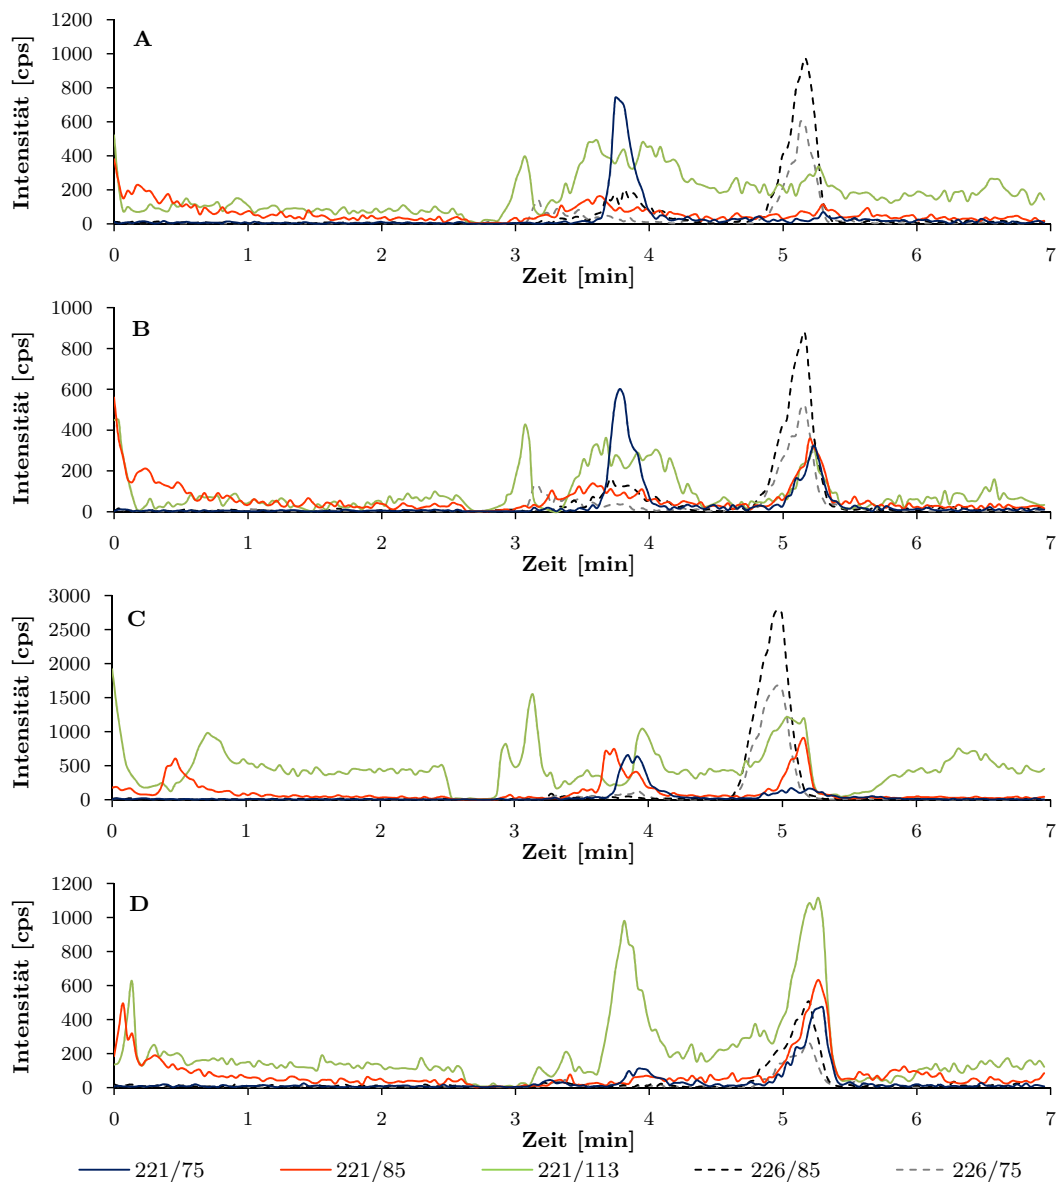 A
Intensität [cps]
1200
1000
800
600
400
200
0
0 1 2 3 4 5 6 7
Zeit [min]
B
Intensität [cps]
1000
800
600
400
200
0
0 1 2 3 4 5 6 7
Zeit [min]
C
Intensität [cps]
3000
2500
2000
1500
1000
500
0
0 1 2 3 4 5 6 7
Zeit [min]
D
Intensität [cps]
1200
1000
800
600
400
200
0
0 1 2 3 4 5 6 7
Zeit [min]
221/75 221/85 221/113 226/85 226/75